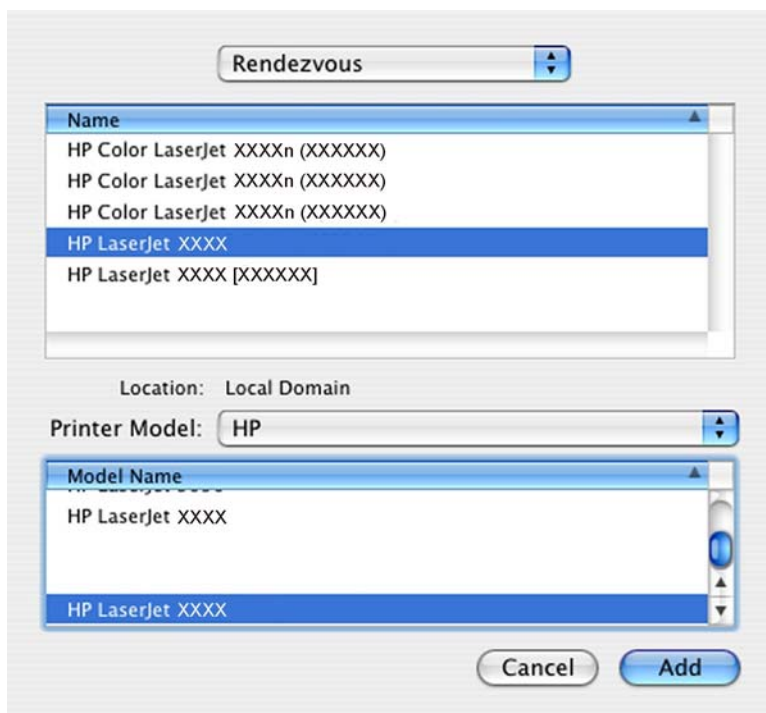 Rendezvous
Name
HP Color LaserJet XXXXn (XXXXXX)
HP Color LaserJet XXXXn (XXXXXX)
HP Color LaserJet XXXXn (XXXXXX)
HP LaserJet XXXX
HP LaserJet XXXX [XXXXXX]
Location: Local Domain
Printer Model: HP
Model Name
HP LaserJet XXXX
HP LaserJet XXXX
Cancel Add